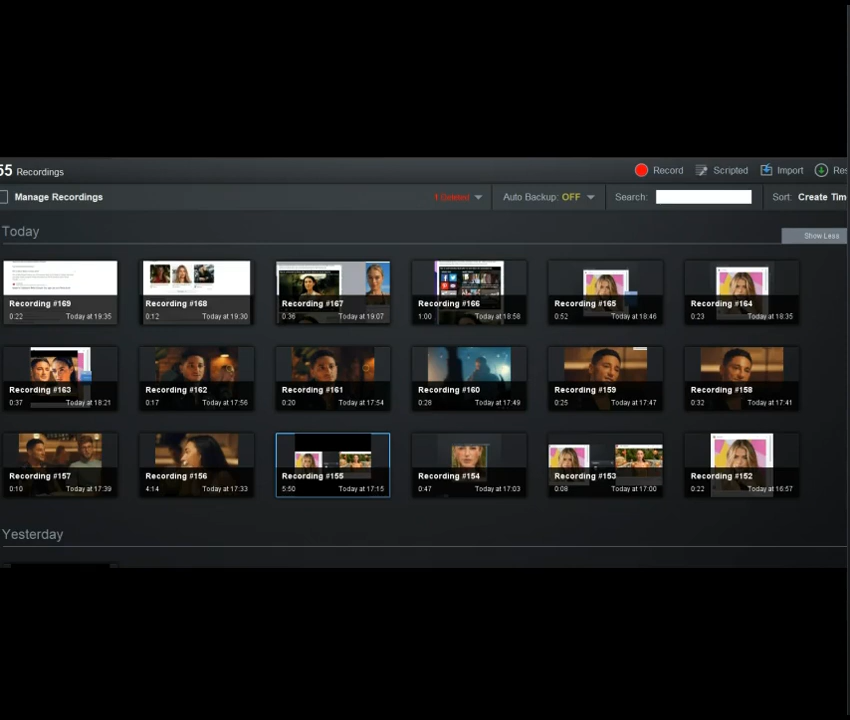 55 Recordings
Record Scripted Import Res
Manage Recordings
1 Deleted Auto Backup: OFF Search: Sort: Create Tim
Today
Show Less
Recording #169
0:22 Today at 19:35
Recording #168
0:12 Today at 19:30
Recording #167
0:36 Today at 19:07
Recording #166
1:00 Today at 18:58
Recording #165
0:52 Today at 18:46
Recording #164
0:23 Today at 18:35
Recording #163
0:37 Today at 18:21
Recording #162
0:17 Today at 17:56
Recording #161
0:20 Today at 17:54
Recording #160
0:28 Today at 17:49
Recording #159
0:25 Today at 17:47
Recording #158
0:32 Today at 17:41
Recording #157
0:10 Today at 17:39
Recording #156
4:14 Today at 17:33
Recording #155
5:50 Today at 17:15
Recording #154
0:47 Today at 17:03
Recording #153
0:08 Today at 17:00
Recording #152
0:22 Today at 16:57
Yesterday